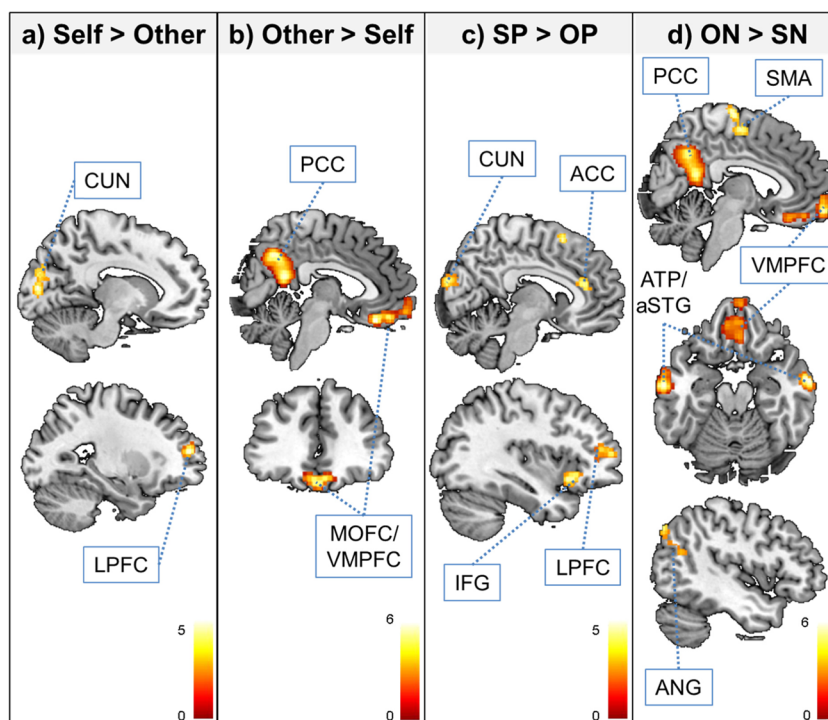 a) Self > Other
CUN
LPFC
5
0
b) Other > Self
PCC
MOFC/
VMPFC
6
0
c) SP > OP
CUN
ACC
IFG
LPFC
5
0
d) ON > SN
PCC
SMA
VMPFC
ATP/
aSTG
ANG
6
0